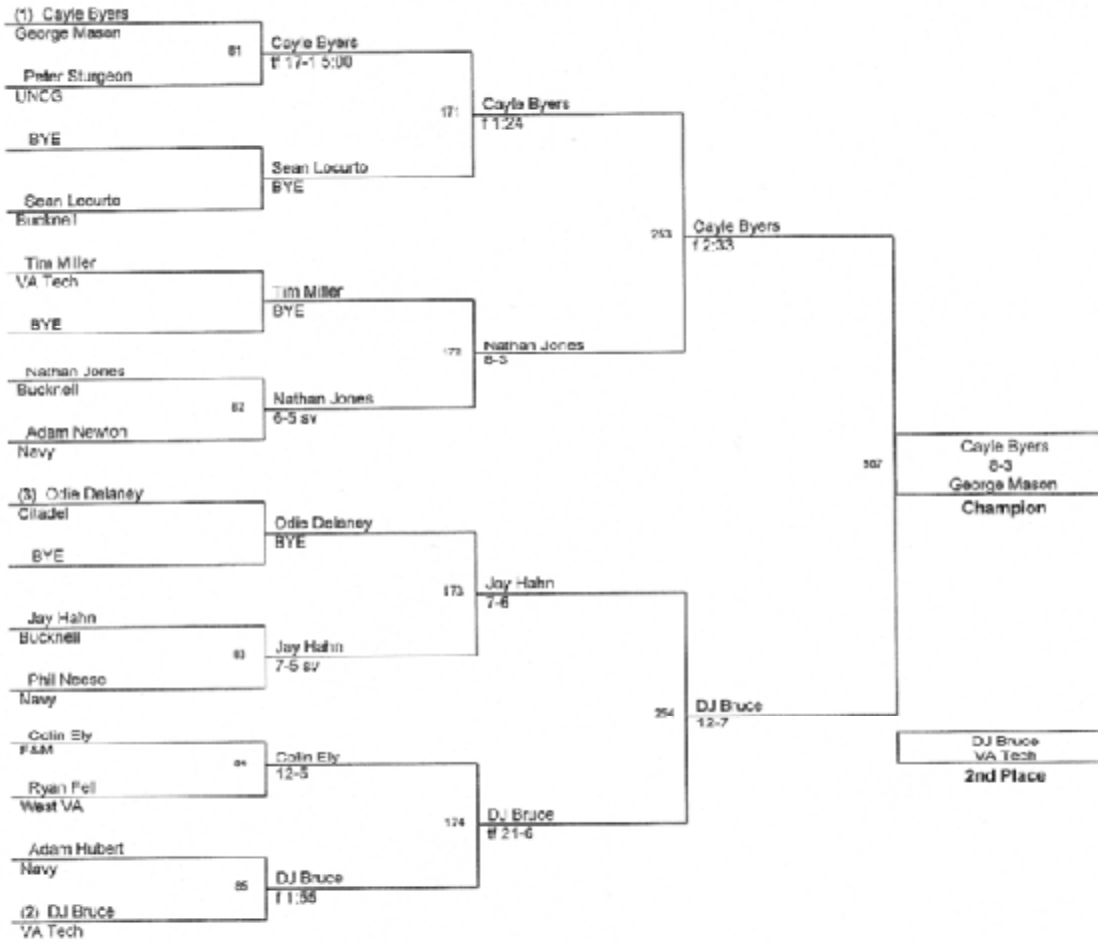 (1) Cayle Byers
George Mason
81
Peter Sturgeon
UNCG
BYE
Sean Locurto
Bucknell
Tim Miller
VA Tech
BYE
Nathan Jones
Bucknell
82
Adam Newton
Navy
(3) Odie Delaney
Citadel
BYE
Jay Hahn
Bucknell
83
Phil Neese
Navy
Colin Ely
F&M
84
Ryan Fell
West VA
Adam Hubert
Navy
85
(2) DJ Bruce
VA Tech
Cayle Byers
tf 17-1 5:00
171
Sean Locurto
BYE
Tim Miller
BYE
172
Nathan Jones
6-5 sv
Odie Delaney
BYE
173
Jay Hahn
7-5 sv
Colin Ely
12-5
174
DJ Bruce
f 1:55
Cayle Byers
f 1:24
253
Nathan Jones
8-3
Jay Hahn
7-6
254
DJ Bruce
tf 21-6
Cayle Byers
f 2:33
DJ Bruce
12-7
Cayle Byers
8-3
George Mason
Champion
DJ Bruce
VA Tech
2nd Place